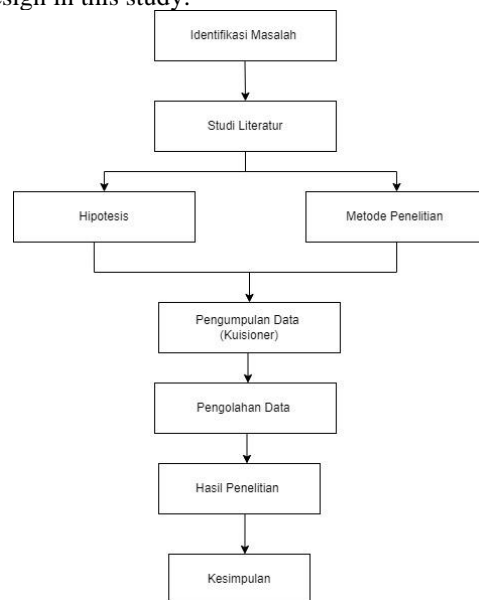 design in this study.
Identifikasi Masalah
Studi Literatur
Hipotesis
Metode Penelitian
Pengumpulan Data
(Kuisioner)
Pengolahan Data
Hasil Penelitian
Kesimpulan